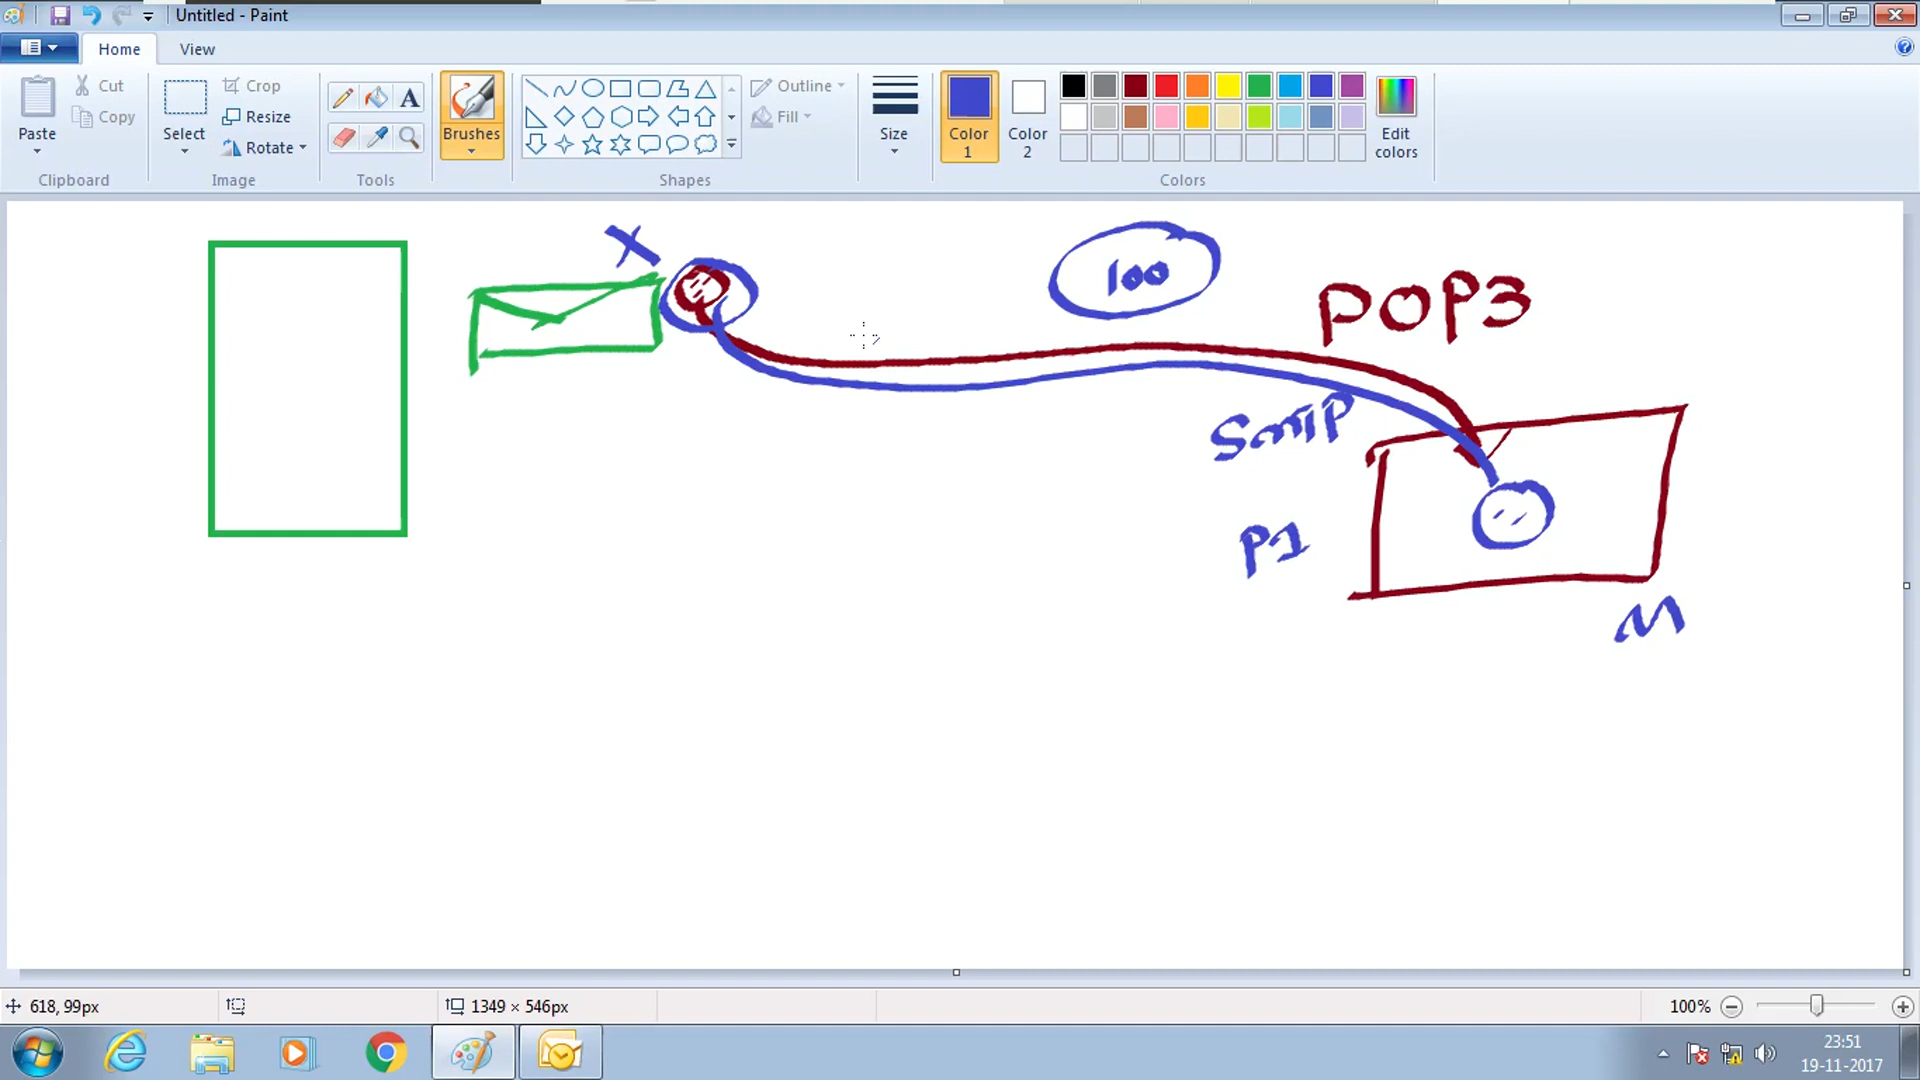 Untitled - Paint
Home
View
Paste
Cut
Copy
Clipboard
Select
Crop
Resize
Rotate
Image
A
Tools
Brushes
Shapes
Outline
Fill
Size
Color 1
Color 2
Edit colors
Colors
X
100
POP3
SMTP
P1
M
618, 99px
1349 × 546px
100%
23:51
19-11-2017